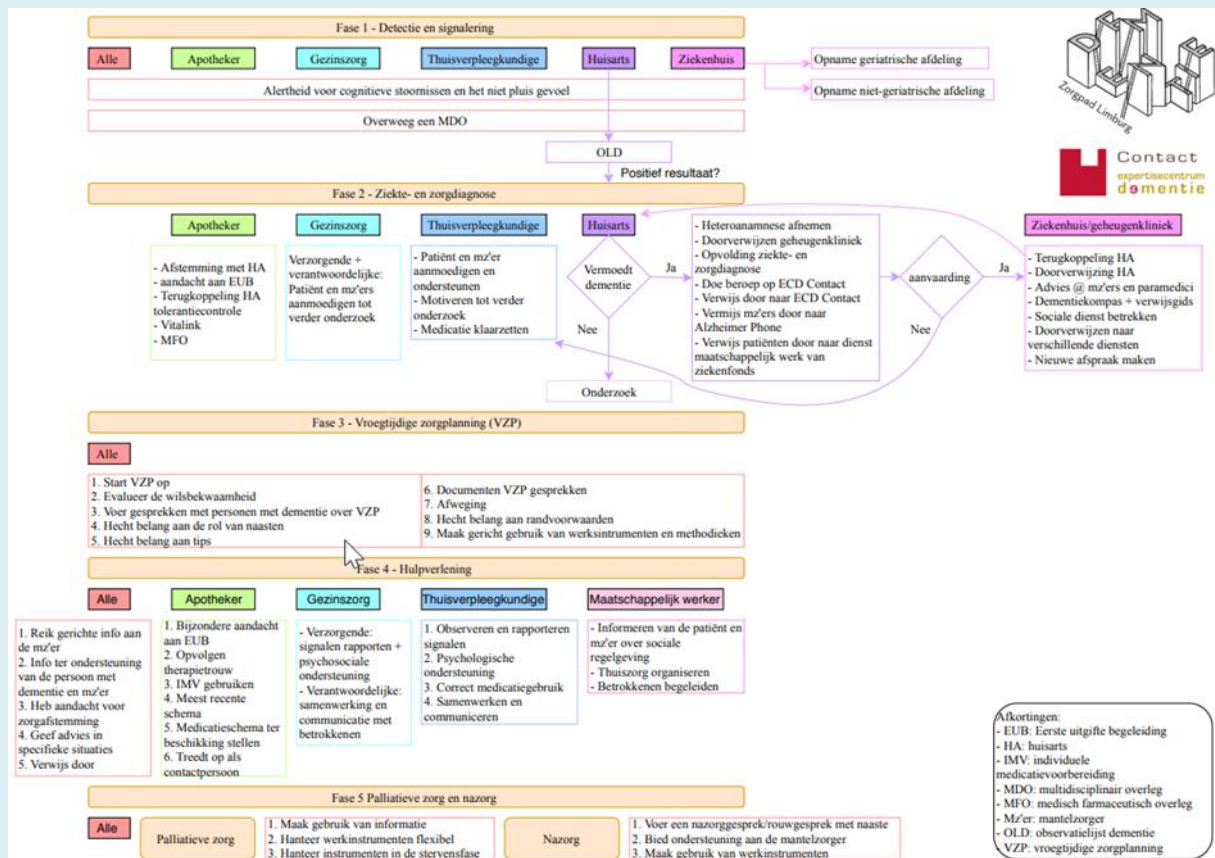 Fase 1 - Detectie en signalering
Alle
Apotheker
Gezinszorg
Thuisverpleegkundige
Huisarts
Ziekenhuis
Opname geriatrische afdeling
Opname niet-geriatrische afdeling
Alertheid voor cognitieve stoornissen en het niet pluis gevoel
Overweeg een MDO
OLD
Positief resultaat?
Zorgpad Limburg
Contact
expertisecentrum
dementie
Fase 2 - Ziekte- en zorgdiagnose
Apotheker
Gezinszorg
Thuisverpleegkundige
Huisarts
Ziekenhuis/geheugenkliniek
- Afstemming met HA
- aandacht aan EUB
- Terugkoppeling HA
tolerantiecontrole
- Vitalink
- MFO
Verzorgende +
verantwoordelijke:
Patiënt en mz'ers
aanmoedigen tot
verder onderzoek
- Patiënt en mz'er
aanmoedigen en
ondersteunen
- Motiveren tot verder
onderzoek
- Medicatie klaarzetten
Vermoedt
dementie
Ja
Nee
Onderzoek
- Heteroanamnese afnemen
- Doorverwijzen geheugenkliniek
- Opvolding ziekte- en
zorgdiagnose
- Doe beroep op ECD Contact
- Verwijs door naar ECD Contact
- Vermijs mz'ers door naar
Alzheimer Phone
- Verwijs patiënten door naar dienst
maatschappelijk werk van
ziekenfonds
aanvaarding
Ja
Nee
- Terugkoppeling HA
- Doorverwijzing HA
- Advies @ mz'ers en paramedici
- Dementiekompas + verwijsgids
- Sociale dienst betrekken
- Doorverwijzen naar
verschillende diensten
- Nieuwe afspraak maken
Fase 3 - Vroegtijdige zorgplanning (VZP)
Alle
1. Start VZP op
2. Evalueer de wilsbekwaamheid
3. Voer gesprekken met personen met dementie over VZP
4. Hecht belang aan de rol van naasten
5. Hecht belang aan tips
6. Documenten VZP gesprekken
7. Afweging
8. Hecht belang aan randvoorwaarden
9. Maak gericht gebruik van werksintrumenten en methodieken
Fase 4 - Hulpverlening
Alle
Apotheker
Gezinszorg
Thuisverpleegkundige
Maatschappelijk werker
1. Reik gerichte info aan
de mz'er
2. Info ter ondersteuning
van de persoon met
dementie en mz'er
3. Heb aandacht voor
zorgafstemming
4. Geef advies in
specifieke situaties
5. Verwijs door
1. Bijzondere aandacht
aan EUB
2. Opvolgen
therapietrouw
3. IMV gebruiken
4. Meest recente
schema
5. Medicatieschema ter
beschikking stellen
6. Treedt op als
contactpersoon
- Verzorgende:
signalen rapporten +
psychosociale
ondersteuning
- Verantwoordelijke:
samenwerking en
communicatie met
betrokkenen
1. Observeren en rapporteren
signalen
2. Psychologische
ondersteuning
3. Correct medicatiegebruik
4. Samenwerken en
communiceren
- Informeren van de patiënt en
mz'er over sociale
regelgeving
- Thuiszorg organiseren
- Betrokkenen begeleiden
Afkortingen:
- EUB: Eerste uitgifte begeleiding
- HA: huisarts
- IMV: individuele
medicatievoorbereiding
- MDO: multidisciplinair overleg
- MFO: medisch farmaceutisch overleg
- Mz'er: mantelzorger
- OLD: observatielijst dementie
- VZP: vroegtijdige zorgplanning
Fase 5 Palliatieve zorg en nazorg
Alle
Palliatieve zorg
1. Maak gebruik van informatie
2. Hanteer werkinstrumenten flexibel
3. Hanteer instrumenten in de stervensfase
Nazorg
1. Voer een nazorggesprek/rouwgesprek met naaste
2. Bied ondersteuning aan de mantelzorger
3. Maak gebruik van werkinstrumenten